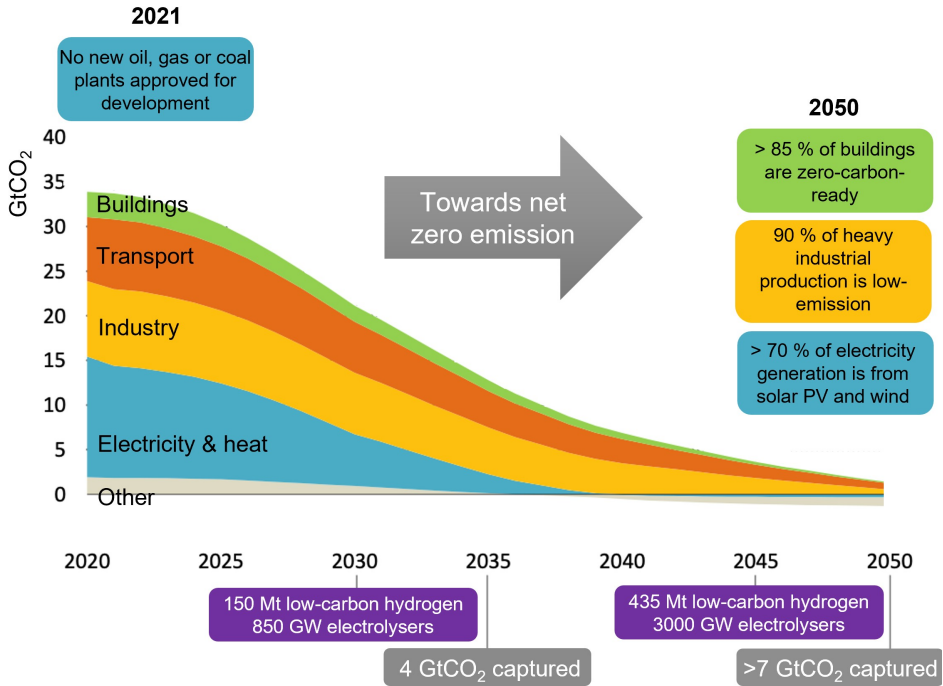 2021
No new oil, gas or coal
plants approved for
development
2050
> 85 % of buildings
are zero-carbon-
ready
90 % of heavy
industrial
production is low-
emission
> 70 % of electricity
generation is from
solar PV and wind
Towards net
zero emission
GtCO₂
40
35
30
25
20
15
10
5
0
Buildings
Transport
Industry
Electricity & heat
Other
2020
2025
2030
2035
2040
2045
2050
150 Mt low-carbon hydrogen
850 GW electrolysers
435 Mt low-carbon hydrogen
3000 GW electrolysers
4 GtCO₂ captured
>7 GtCO₂ captured